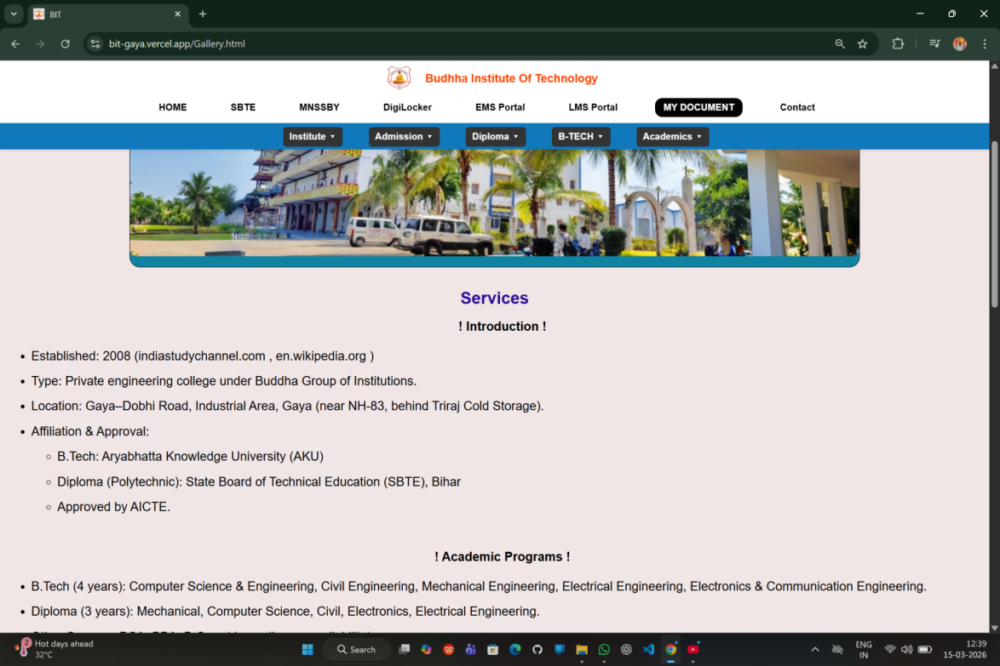 BIT
bit-gaya.vercel.app/Gallery.html
Budhha Institute Of Technology
HOME SBTE MNSSBY DigiLocker EMS Portal LMS Portal MY DOCUMENT Contact
Institute Admission Diploma B-TECH Academics
Services
! Introduction !
Established: 2008 (indiastudychannel.com , en.wikipedia.org )
Type: Private engineering college under Buddha Group of Institutions.
Location: Gaya–Dobhi Road, Industrial Area, Gaya (near NH-83, behind Triraj Cold Storage).
Affiliation & Approval:
B.Tech: Aryabhatta Knowledge University (AKU)
Diploma (Polytechnic): State Board of Technical Education (SBTE), Bihar
Approved by AICTE.
! Academic Programs !
B.Tech (4 years): Computer Science & Engineering, Civil Engineering, Mechanical Engineering, Electrical Engineering, Electronics & Communication Engineering.
Diploma (3 years): Mechanical, Computer Science, Civil, Electronics, Electrical Engineering.
2
Hot days ahead
32°C
Search
ENG
IN
12:39
15-03-2026